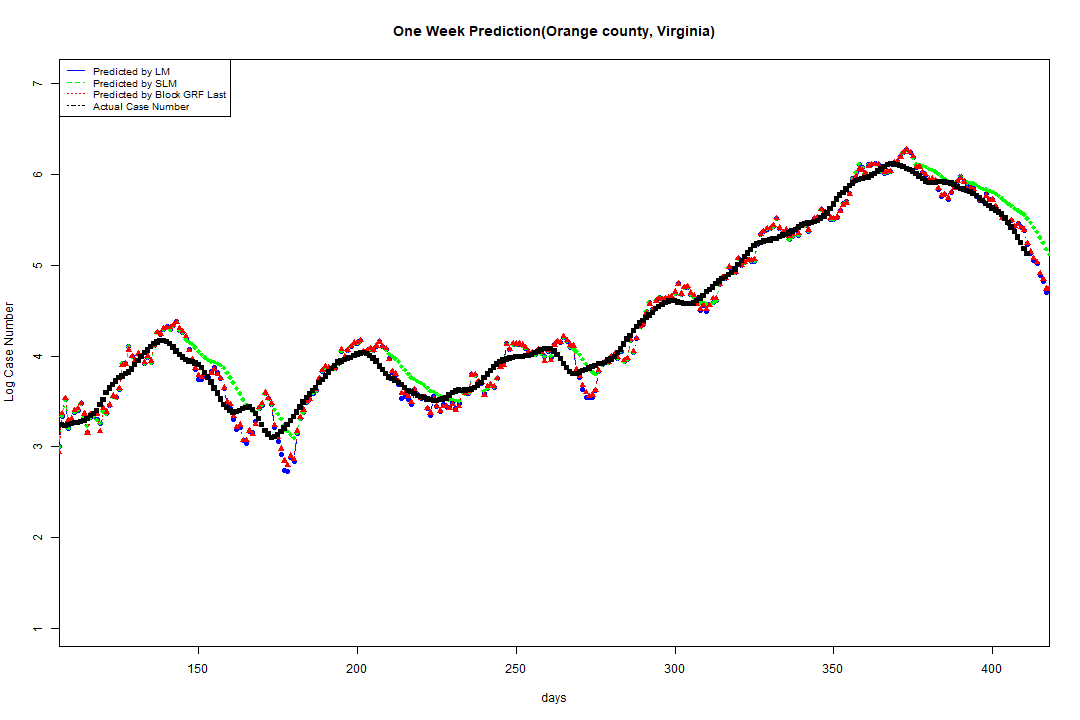 One Week Prediction(Orange county, Virginia)
Predicted by LM
Predicted by SLM
Predicted by Block GRF Last
Actual Case Number
7
6
5
4
3
2
1
Log Case Number
150 200 250 300 350 400
days